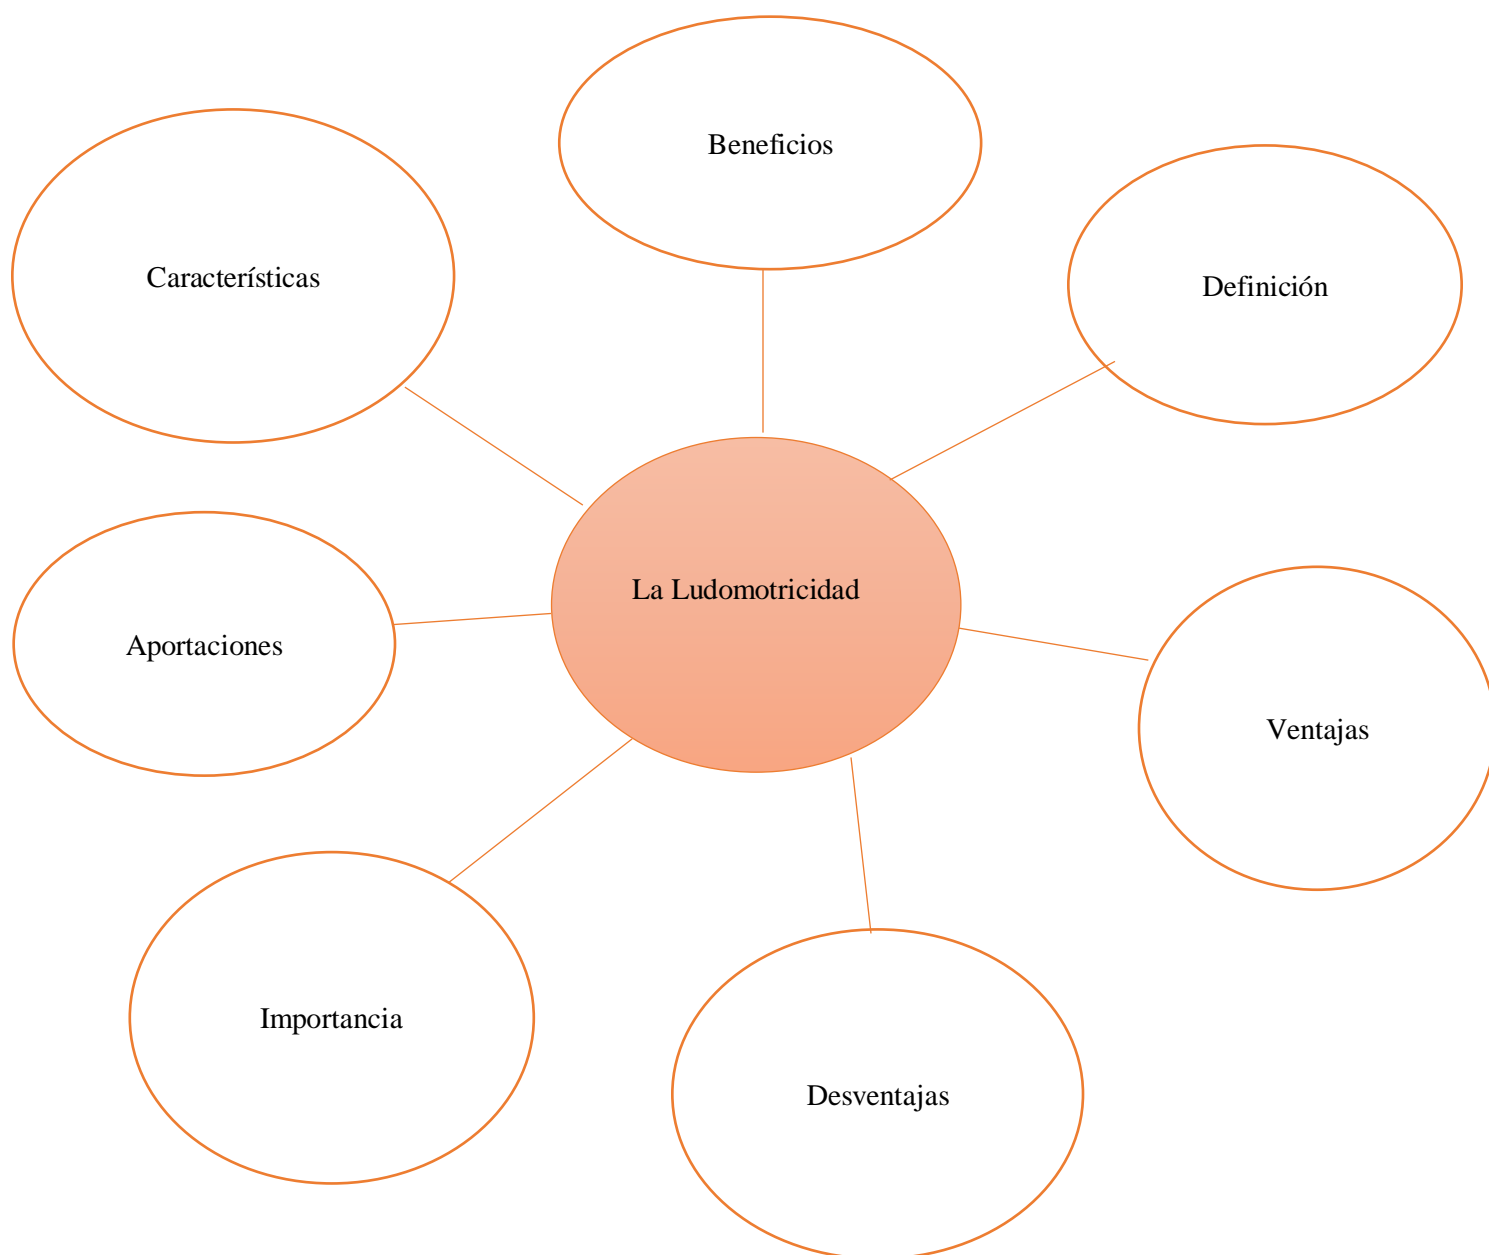 Beneficios
Características
Definición
La Ludomotricidad
Aportaciones
Ventajas
Importancia
Desventajas